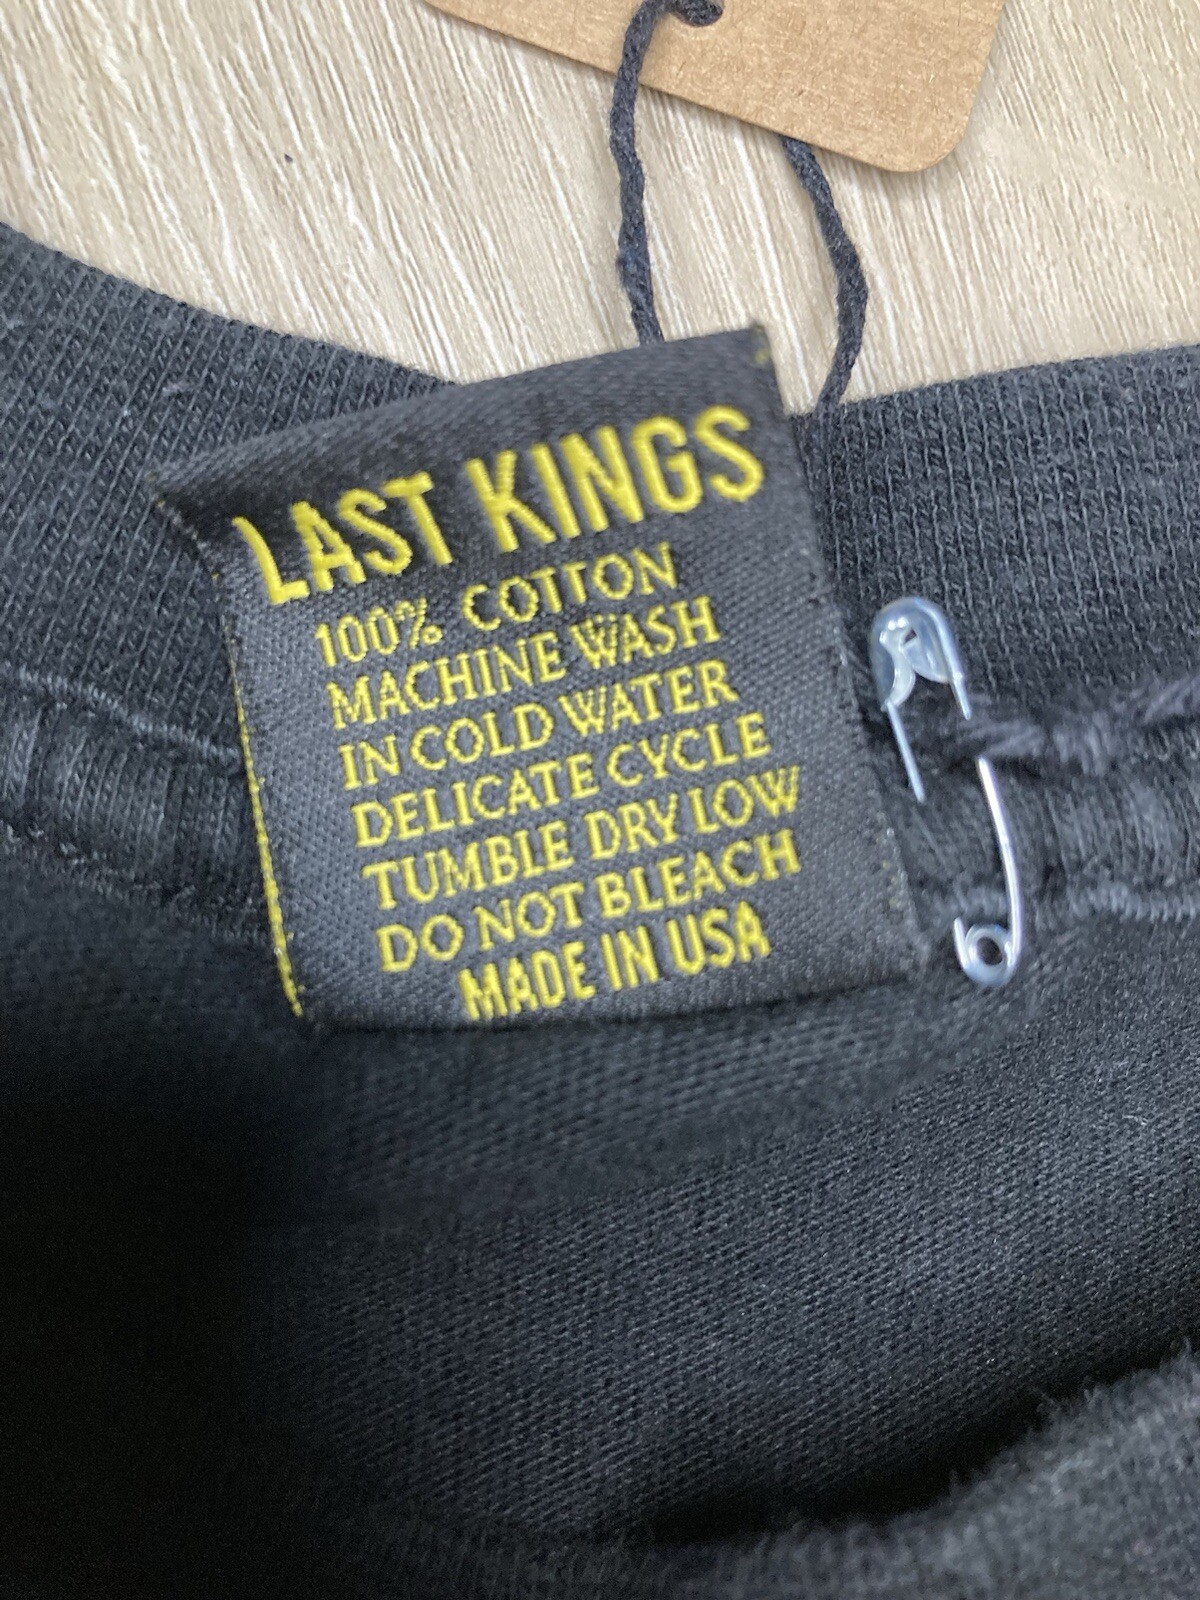 LAST KINGS
100% COTTON
MACHINE WASH
IN COLD WATER
DELICATE CYCLE
TUMBLE DRY LOW
DO NOT BLEACH
MADE IN USA